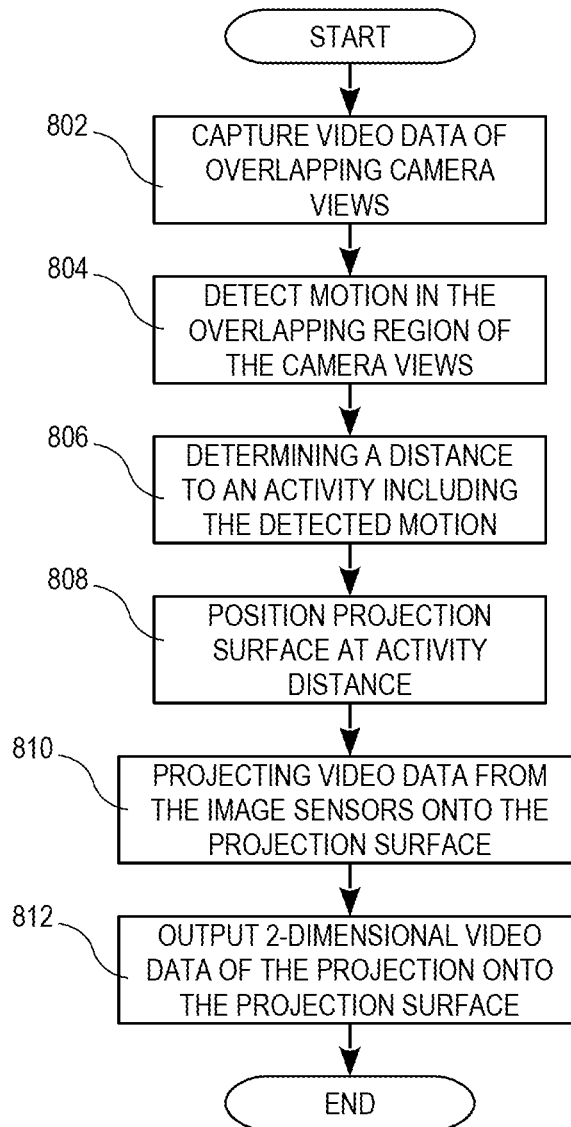 START
802
CAPTURE VIDEO DATA OF
OVERLAPPING CAMERA
VIEWS
804
DETECT MOTION IN THE
OVERLAPPING REGION OF
THE CAMERA VIEWS
806
DETERMINING A DISTANCE
TO AN ACTIVITY INCLUDING
THE DETECTED MOTION
808
POSITION PROJECTION
SURFACE AT ACTIVITY
DISTANCE
810
PROJECTING VIDEO DATA FROM
THE IMAGE SENSORS ONTO THE
PROJECTION SURFACE
812
OUTPUT 2-DIMENSIONAL VIDEO
DATA OF THE PROJECTION ONTO
THE PROJECTION SURFACE
END